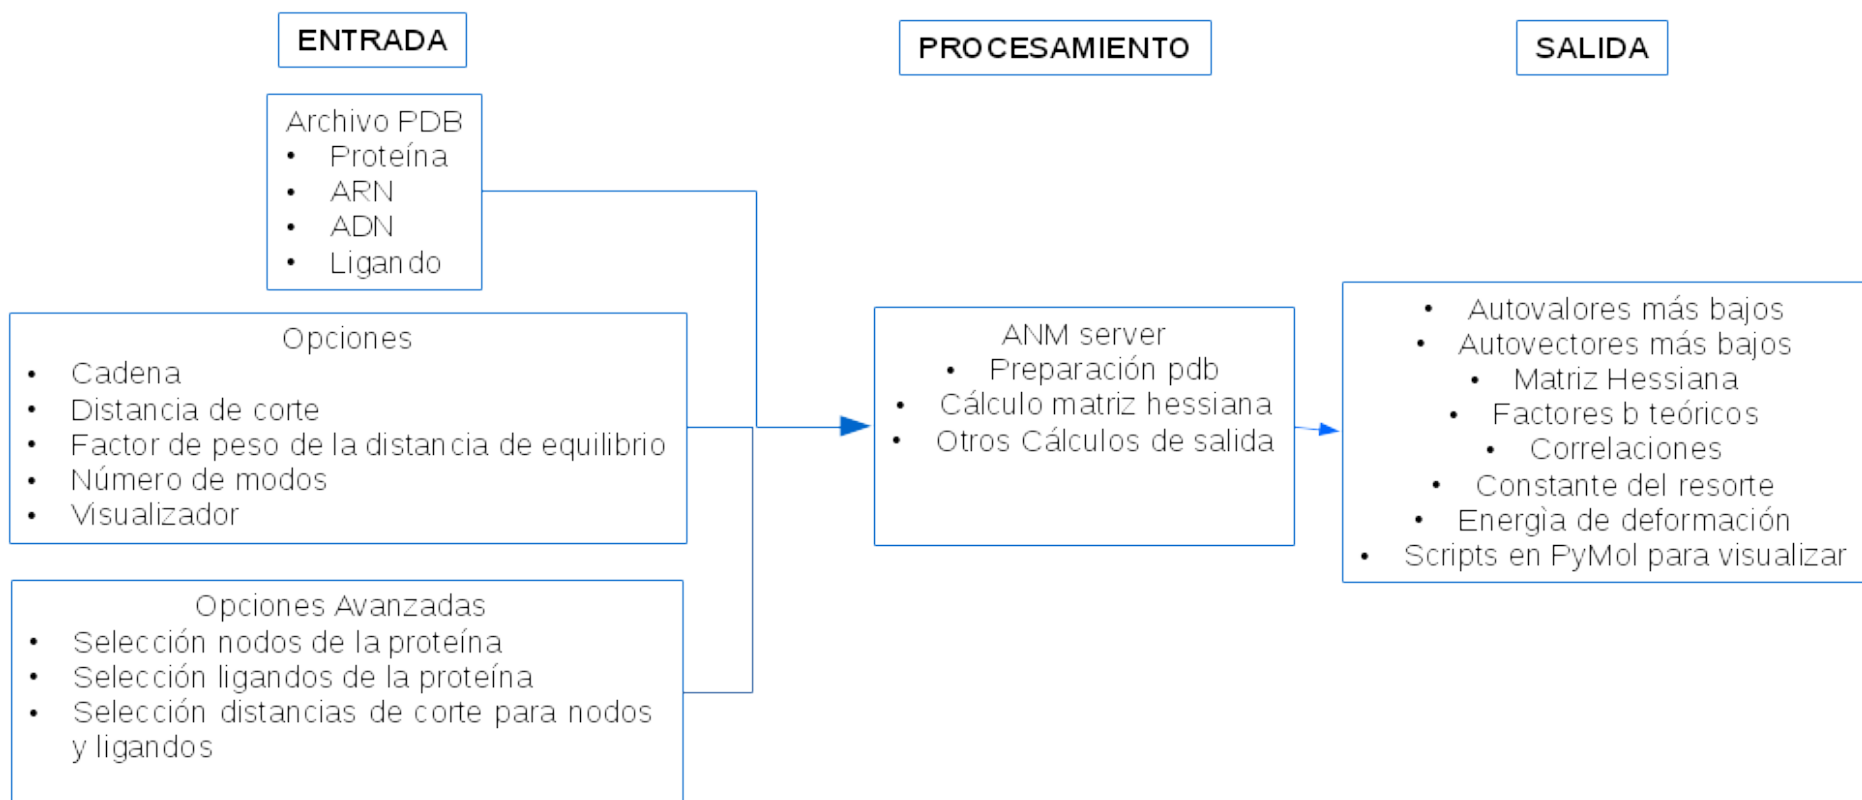 ENTRADA
Archivo PDB
• Proteína
• ARN
• ADN
• Ligando
Opciones
• Cadena
• Distancia de corte
• Factor de peso de la distancia de equilibrio
• Número de modos
• Visualizador
Opciones Avanzadas
• Selección nodos de la proteína
• Selección ligandos de la proteína
• Selección distancias de corte para nodos
y ligandos
PROCESAMIENTO
ANM server
• Preparación pdb
• Cálculo matriz hessiana
• Otros Cálculos de salida
SALIDA
• Autovalores más bajos
• Autovectores más bajos
• Matriz Hessiana
• Factores b teóricos
• Correlaciones
• Constante del resorte
• Energìa de deformación
• Scripts en PyMol para visualizar